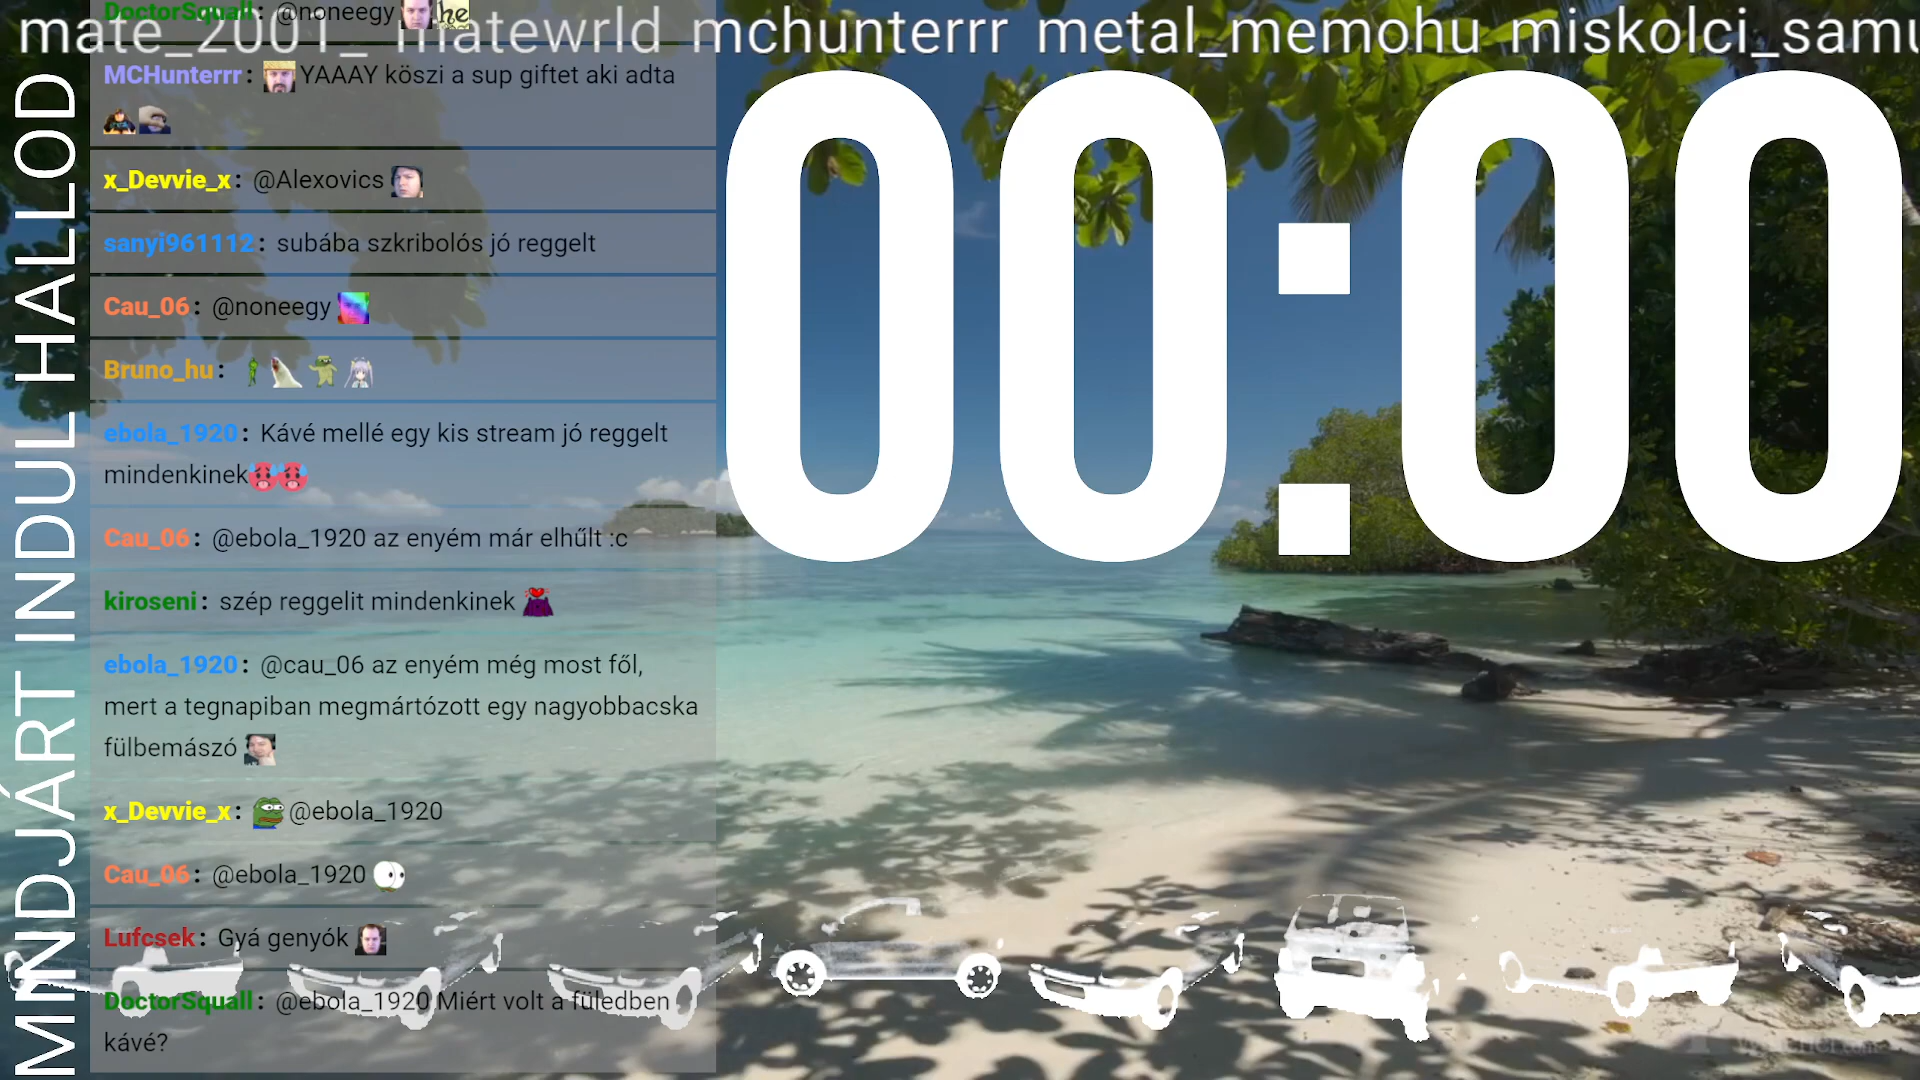 DoctorSquall: @noneegy
mate_2001_ matewrld mchunterrr metal_memohu miskolci_samu
MCHunterrr: YAAAY köszi a sup giftet aki adta
x_Devvie_x: @Alexovics
sanyi961112: subába szkribolós jó reggelt
Cau_06: @noneegy
Bruno_hu:
ebola_1920: Kávé mellé egy kis stream jó reggelt
mindenkinek
Cau_06: @ebola_1920 az enyém már elhűlt :c
kiroseni: szép reggelit mindenkinek
ebola_1920: @cau_06 az enyém még most fől,
mert a tegnapiban megmártózott egy nagyobbacska
fülbemászó
x_Devvie_x: @ebola_1920
Cau_06: @ebola_1920
Lufcsek: Gyá genyók
DoctorSquall: @ebola_1920 Miért volt a füledben
kávé?
MINDJÁRT INDUL HALLOD
00:00